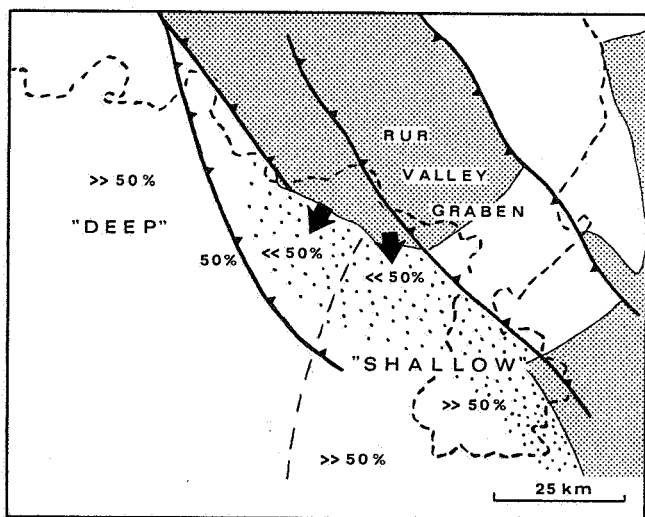 RUR
VALLEY
GRABEN
>> 50%
"DEEP"
50%
<< 50%
<< 50%
"SHALLOW"
>> 50%
>> 50%
25 km